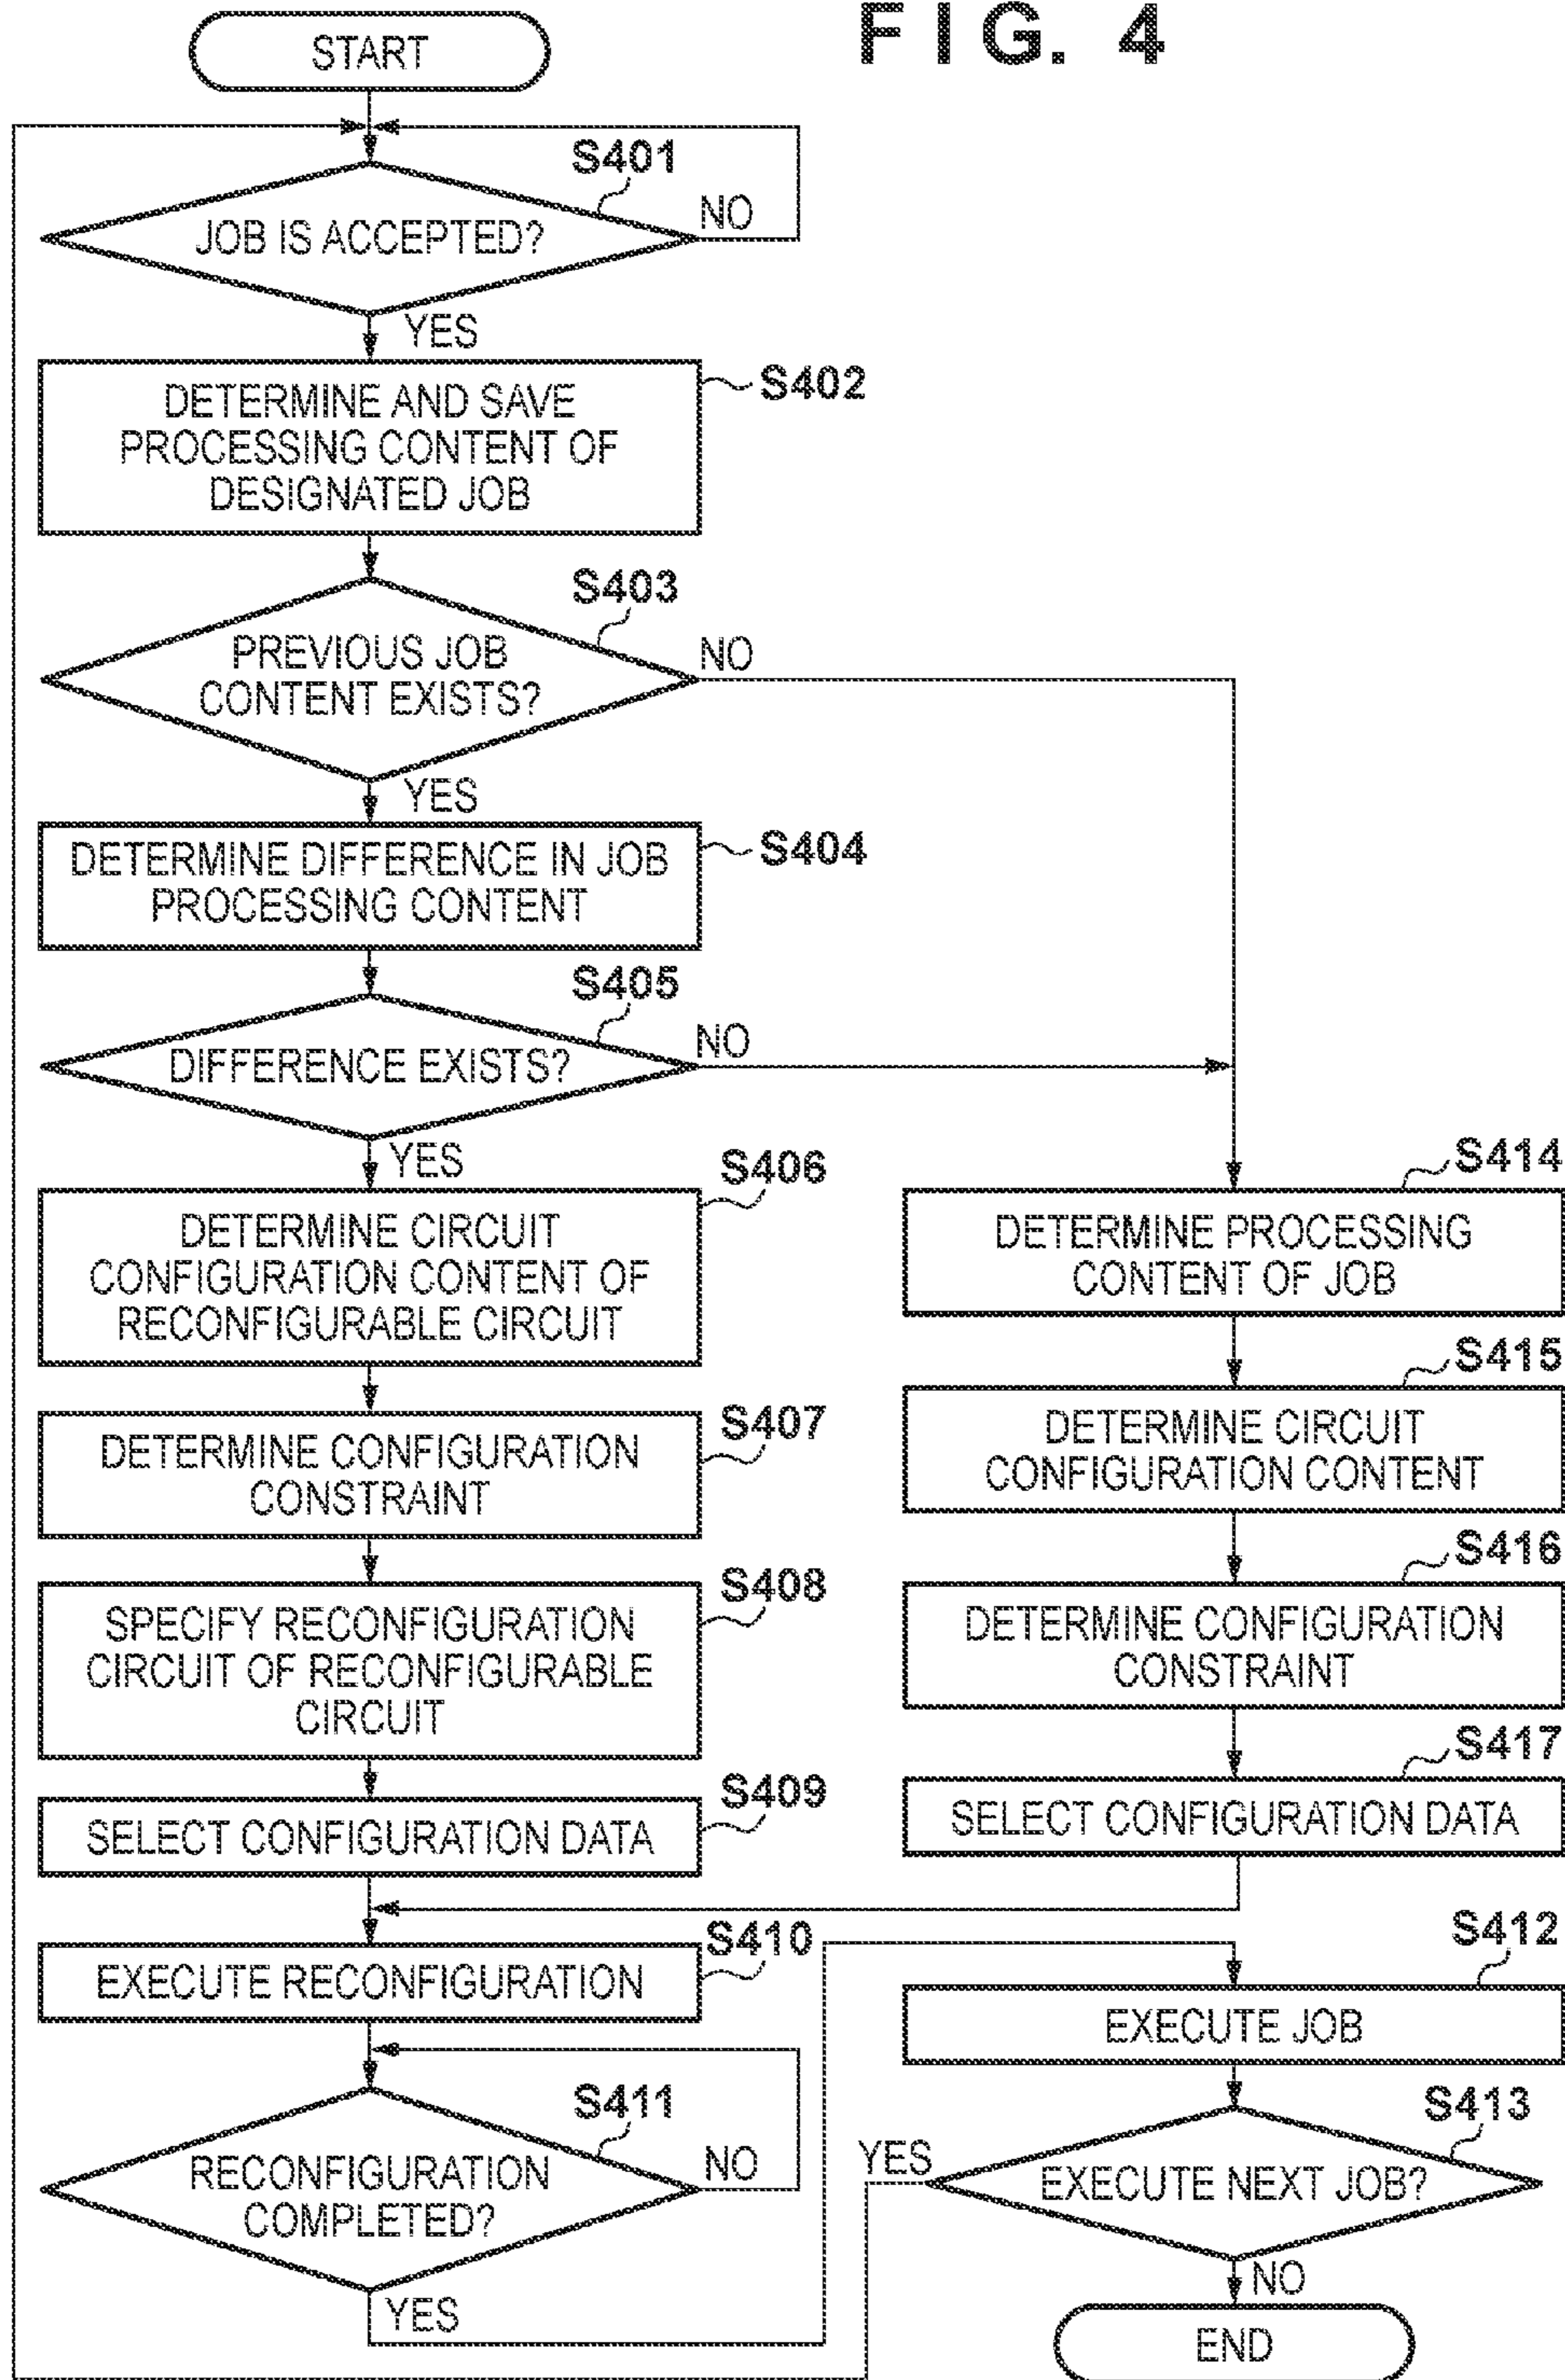 FIG. 4
START
S401
JOB IS ACCEPTED?
NO
YES
S402
DETERMINE AND SAVE
PROCESSING CONTENT OF
DESIGNATED JOB
S403
PREVIOUS JOB
CONTENT EXISTS?
NO
YES
S404
DETERMINE DIFFERENCE IN JOB
PROCESSING CONTENT
S405
DIFFERENCE EXISTS?
NO
YES
S406
DETERMINE CIRCUIT
CONFIGURATION CONTENT OF
RECONFIGURABLE CIRCUIT
S407
DETERMINE CONFIGURATION
CONSTRAINT
S408
SPECIFY RECONFIGURATION
CIRCUIT OF RECONFIGURABLE
CIRCUIT
S409
SELECT CONFIGURATION DATA
S410
EXECUTE RECONFIGURATION
S411
RECONFIGURATION
COMPLETED?
NO
YES
S414
DETERMINE PROCESSING
CONTENT OF JOB
S415
DETERMINE CIRCUIT
CONFIGURATION CONTENT
S416
DETERMINE CONFIGURATION
CONSTRAINT
S417
SELECT CONFIGURATION DATA
S412
EXECUTE JOB
S413
EXECUTE NEXT JOB?
YES
NO
END